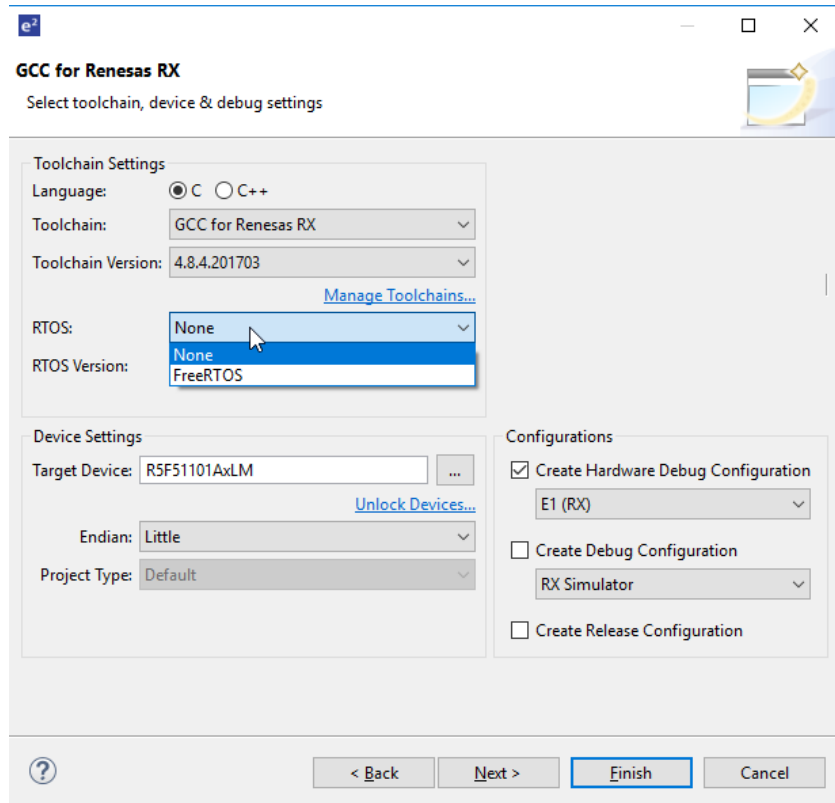 e²
GCC for Renesas RX
Select toolchain, device & debug settings
Toolchain Settings
Language: C C++
Toolchain: GCC for Renesas RX
Toolchain Version: 4.8.4.201703
Manage Toolchains...
RTOS: None
None
RTOS Version:
FreeRTOS
Device Settings
Target Device: R5F51101AxLM ...
Unlock Devices...
Endian: Little
Project Type: Default
Configurations
Create Hardware Debug Configuration
E1 (RX)
Create Debug Configuration
RX Simulator
Create Release Configuration
?
< Back Next > Finish Cancel